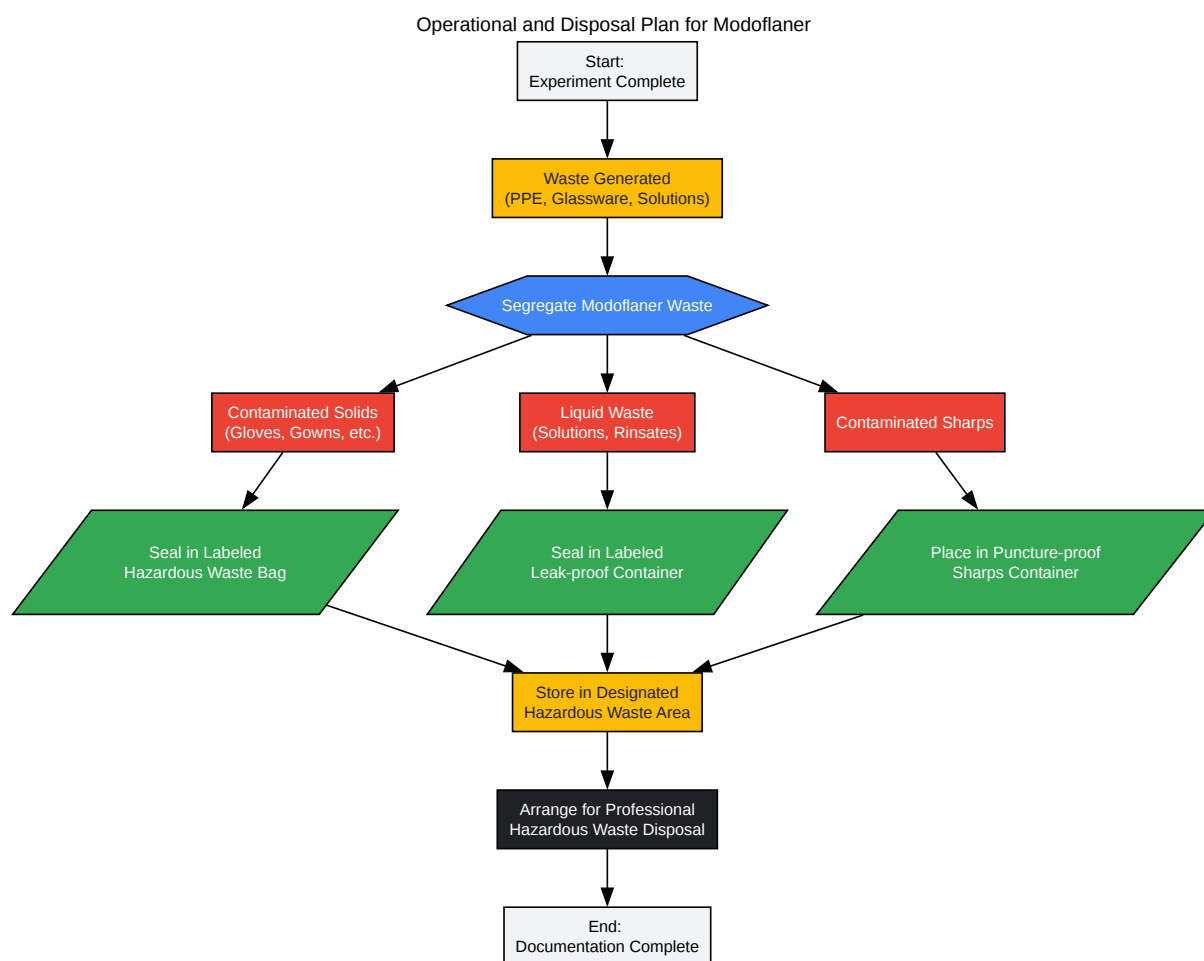 Operational and Disposal Plan for Modoflaner
Start:
Experiment Complete
Waste Generated
(PPE, Glassware, Solutions)
Segregate Modoflaner Waste
Contaminated Solids
(Gloves, Gowns, etc.)
Liquid Waste
(Solutions, Rinsates)
Contaminated Sharps
Seal in Labeled
Hazardous Waste Bag
Seal in Labeled
Leak-proof Container
Place in Puncture-proof
Sharps Container
Store in Designated
Hazardous Waste Area
Arrange for Professional
Hazardous Waste Disposal
End:
Documentation Complete